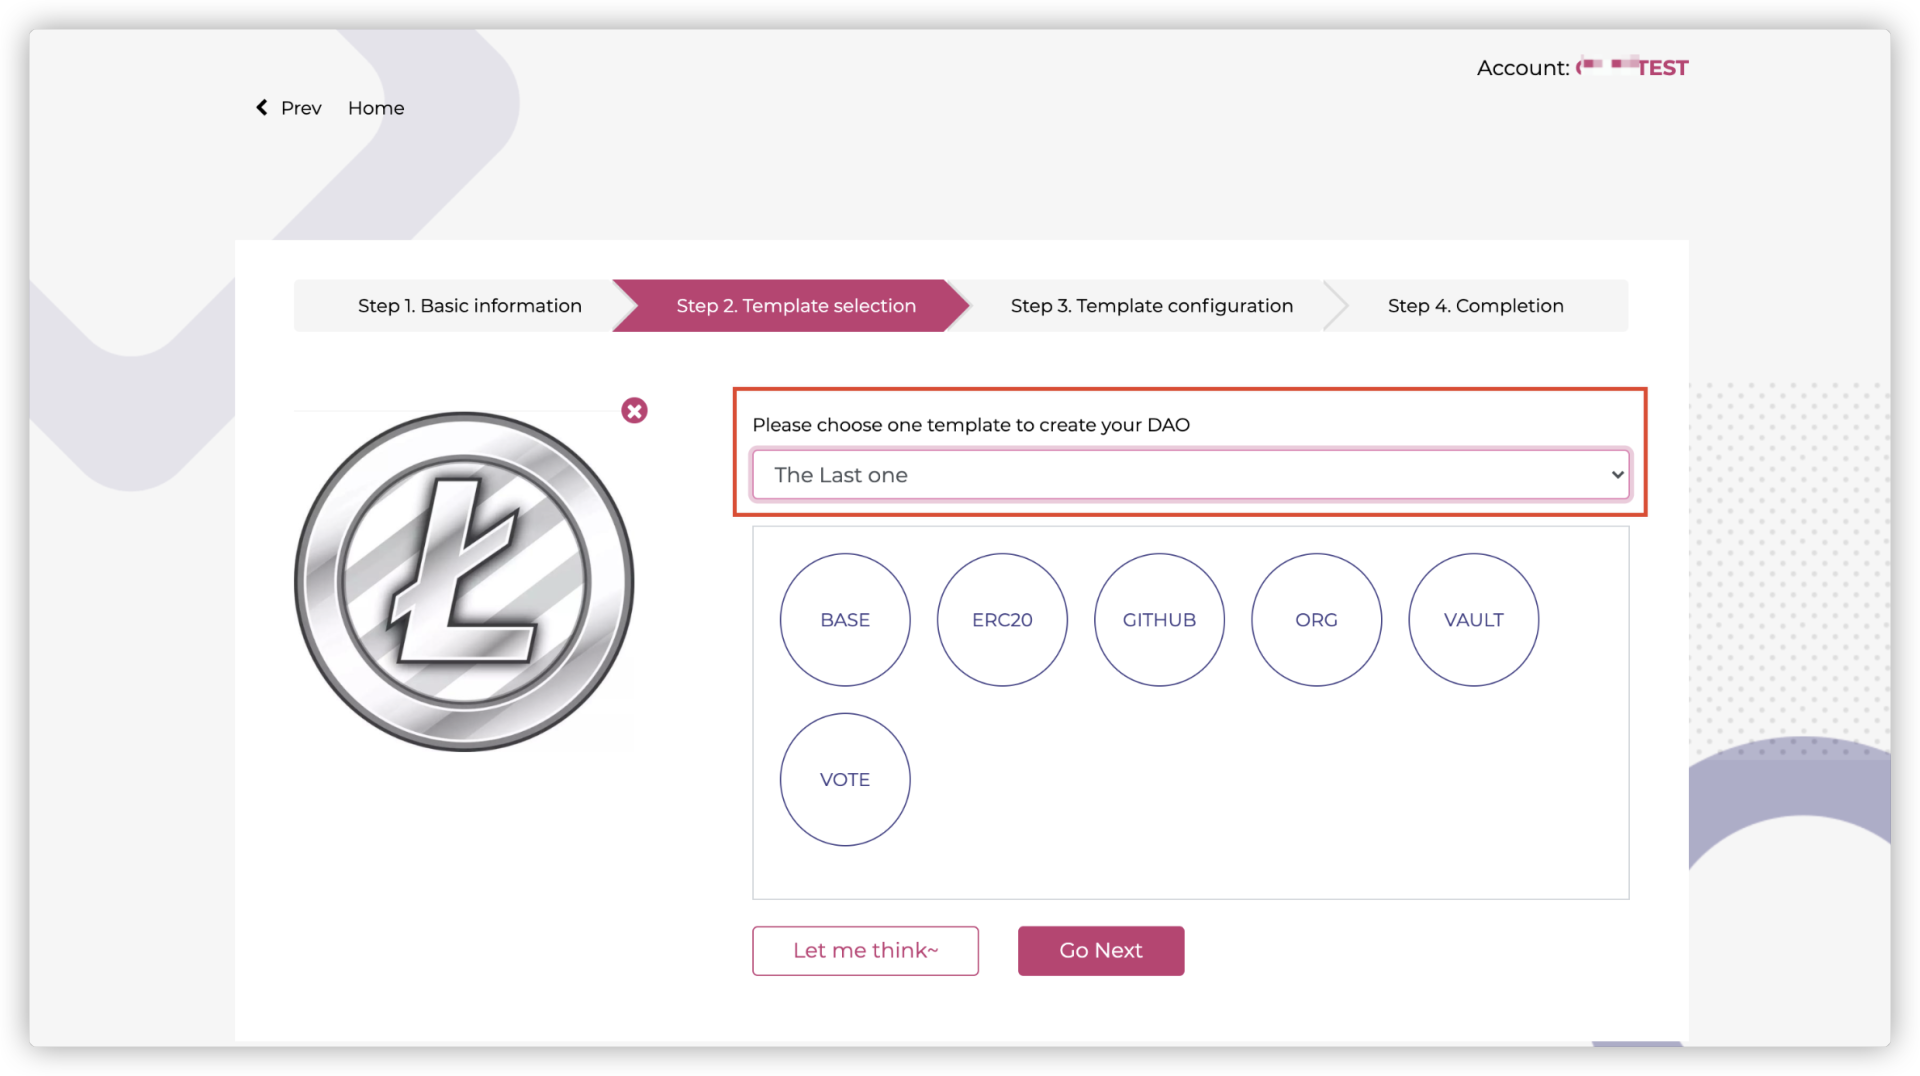 Account: TEST
Prev Home
Step 1. Basic information Step 2. Template selection Step 3. Template configuration Step 4. Completion
Please choose one template to create your DAO
The Last one
BASE ERC20 GITHUB ORG VAULT
VOTE
Let me think~ Go Next